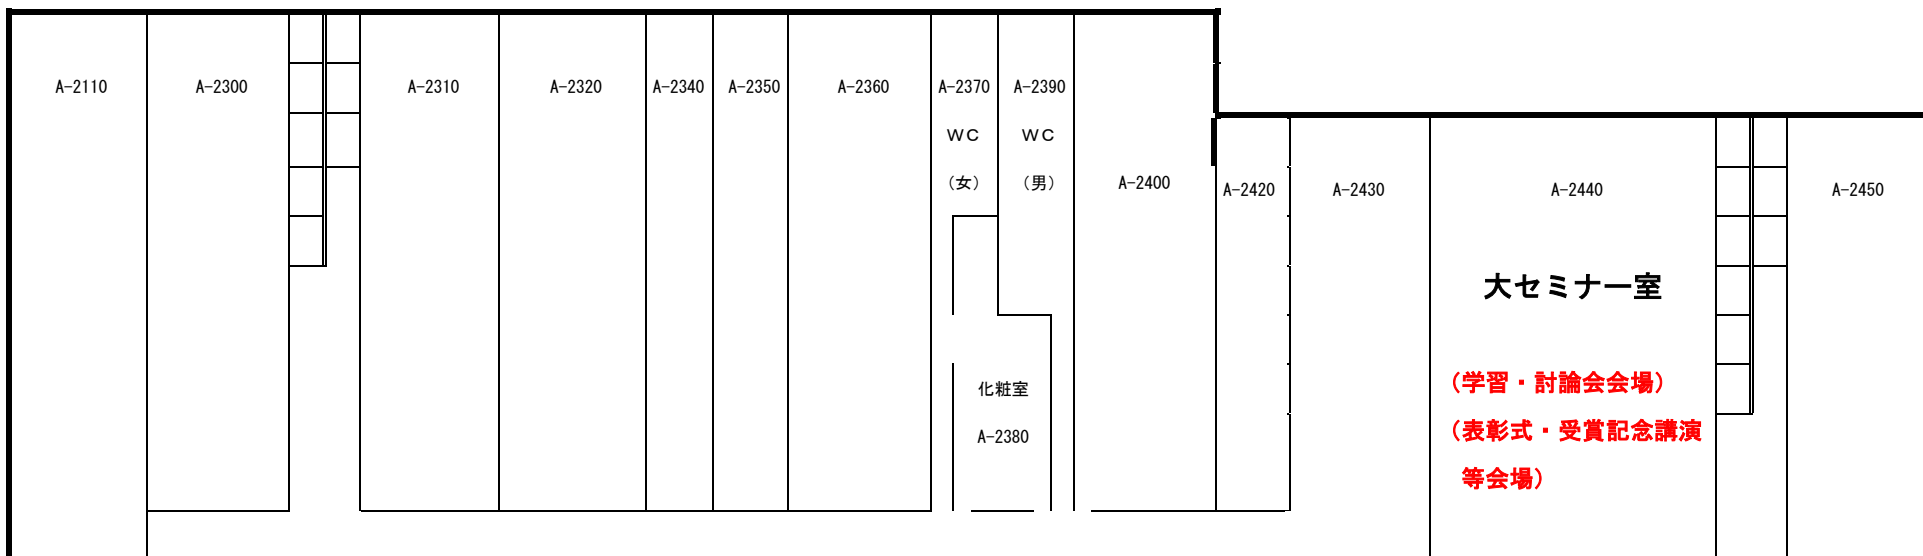 A-2110
A-2300
A-2310
A-2320
A-2340
A-2350
A-2360
A-2370
WC
(女)
A-2390
WC
(男)
化粧室
A-2380
A-2400
A-2420
A-2430
A-2440
大セミナー室
(学習・討論会会場)
(表彰式・受賞記念講演
等会場)
A-2450